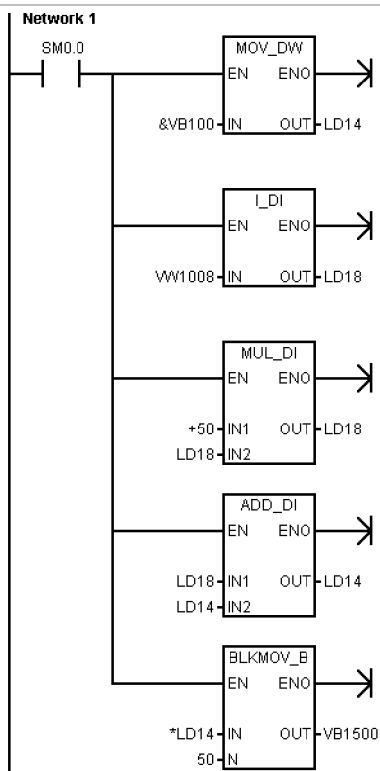 Network 1
SM0.0
MOV_DW
EN ENO
&VB100 IN OUT LD14
I_DI
EN ENO
VW1008 IN OUT LD18
MUL_DI
EN ENO
+50 IN1 OUT LD18
LD18 IN2
ADD_DI
EN ENO
LD18 IN1 OUT LD14
LD14 IN2
BLKMOV_B
EN ENO
*LD14 IN OUT VB1500
50 N